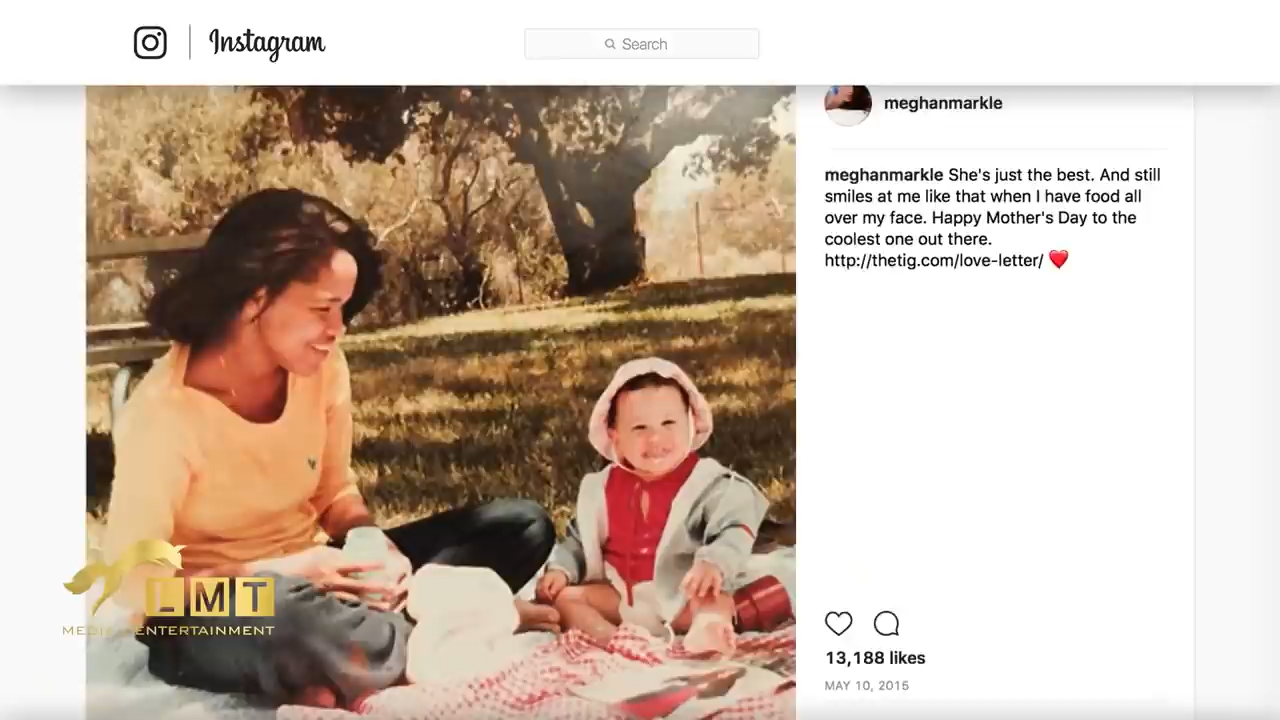 Instagram
Search
meghanmarkle
meghanmarkle She's just the best. And still
smiles at me like that when I have food all
over my face. Happy Mother's Day to the
coolest one out there.
http://thetig.com/love-letter/ ❤️
13,188 likes
MAY 10, 2015
LMT
MEDIA ENTERTAINMENT